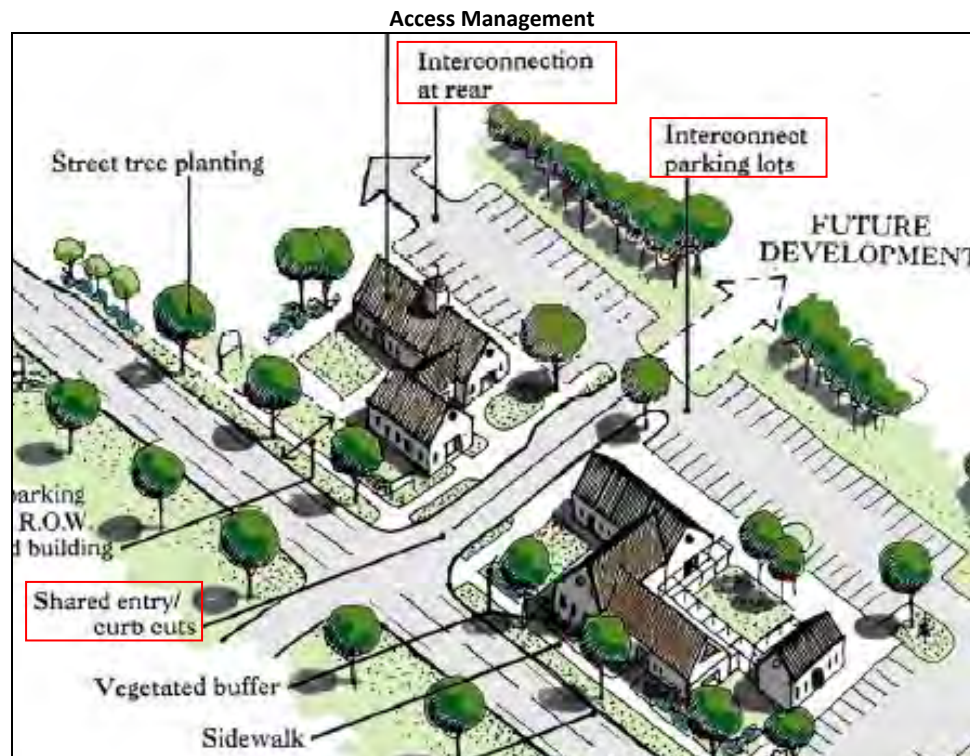 Access Management
Interconnection
at rear
Interconnect
parking lots
Street tree planting
FUTURE
DEVELOPMENT
parking
R.O.W.
building
Shared entry/
curb cuts
Vegetated buffer
Sidewalk